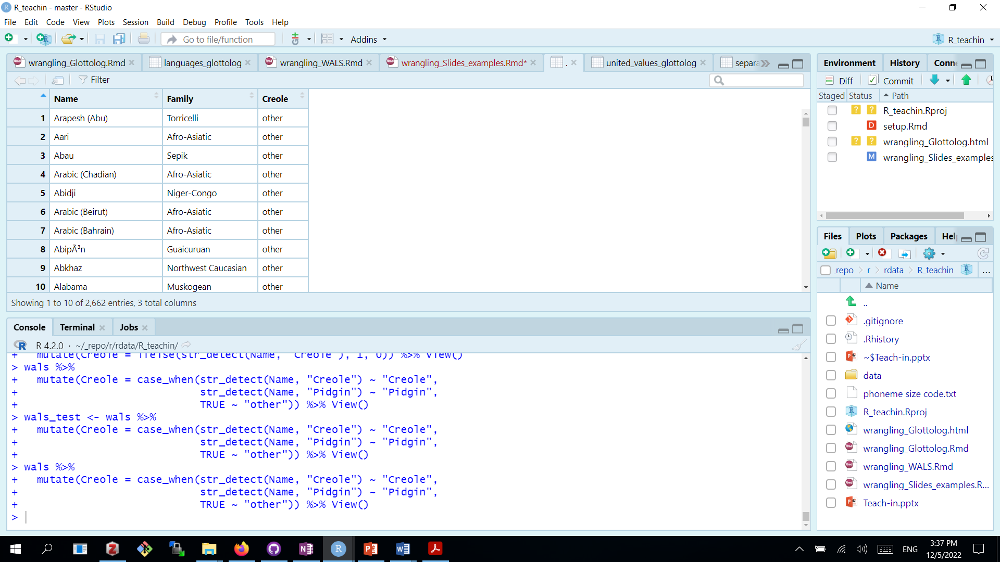 R_teachin - master - RStudio
File Edit Code View Plots Session Build Debug Profile Tools Help
Go to file/function Addins R_teachin
wrangling_Glottolog.Rmd languages_glottolog wrangling_WALS.Rmd wrangling_Slides_examples.Rmd* . united_values_glottolog separa
Filter
Name Family Creole
1 Arapesh (Abu) Torricelli other
2 Aari Afro-Asiatic other
3 Abau Sepik other
4 Arabic (Chadian) Afro-Asiatic other
5 Abidji Niger-Congo other
6 Arabic (Beirut) Afro-Asiatic other
7 Arabic (Bahrain) Afro-Asiatic other
8 AbipÃ³n Guaicuruan other
9 Abkhaz Northwest Caucasian other
10 Alabama Muskogean other
Showing 1 to 10 of 2,662 entries, 3 total columns
Console Terminal Jobs
R 4.2.0 · ~/_repo/r/rdata/R_teachin/
+   mutate(Creole = ifelse(str_detect(Name, "Creole"), 1, 0)) %>% View()
> wals %>%
+   mutate(Creole = case_when(str_detect(Name, "Creole") ~ "Creole",
+                             str_detect(Name, "Pidgin") ~ "Pidgin",
+                             TRUE ~ "other")) %>% View()
> wals_test <- wals %>%
+   mutate(Creole = case_when(str_detect(Name, "Creole") ~ "Creole",
+                             str_detect(Name, "Pidgin") ~ "Pidgin",
+                             TRUE ~ "other")) %>% View()
> wals %>%
+   mutate(Creole = case_when(str_detect(Name, "Creole") ~ "Creole",
+                             str_detect(Name, "Pidgin") ~ "Pidgin",
+                             TRUE ~ "other")) %>% View()
>
Environment History Conn
Diff Commit
Staged Status Path
? ? R_teachin.Rproj
D setup.Rmd
? ? wrangling_Glottolog.html
M wrangling_Slides_examples
Files Plots Packages Hel
_repo r rdata R_teachin ...
Name
..
.gitignore
.Rhistory
~$Teach-in.pptx
data
phoneme size code.txt
R_teachin.Rproj
wrangling_Glottolog.html
wrangling_Glottolog.Rmd
wrangling_WALS.Rmd
wrangling_Slides_examples.R...
Teach-in.pptx
ENG
3:37 PM
12/5/2022